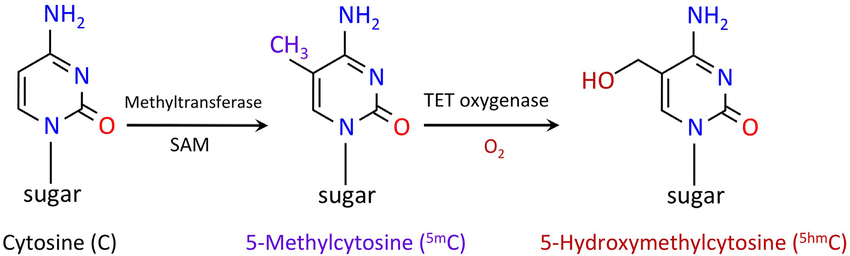 NH₂
N
N
O
sugar
Cytosine (C)
Methyltransferase
SAM
NH₂
CH₃
N
N
O
sugar
5-Methylcytosine (⁵ᵐC)
TET oxygenase
O₂
NH₂
HO
N
N
O
sugar
5-Hydroxymethylcytosine (⁵ʰᵐC)